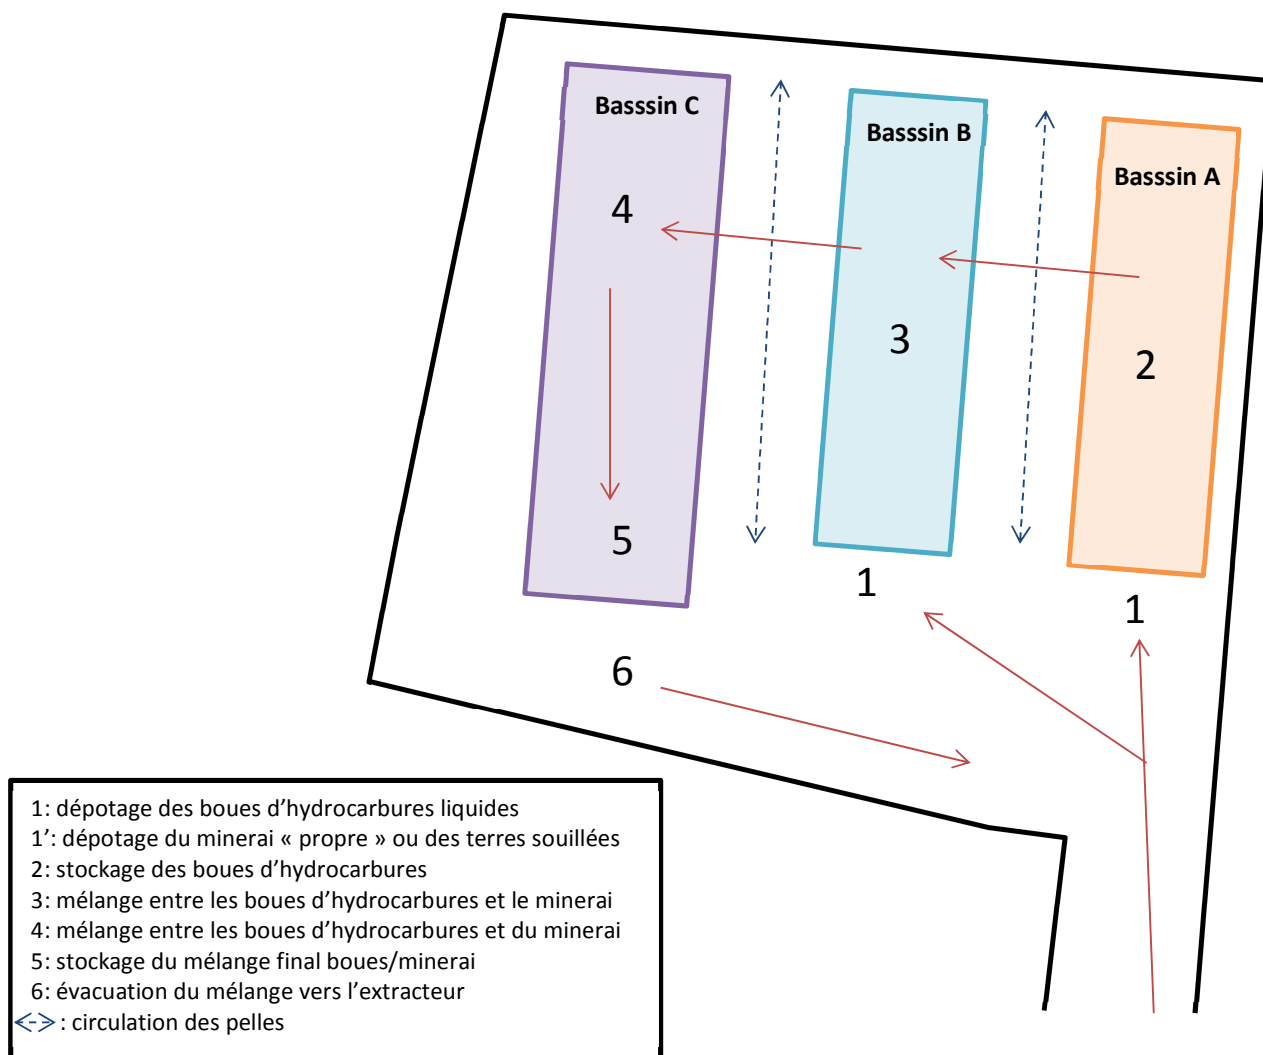 Basssin C
Basssin B
Basssin A
4
3
2
5
1
1
6
1: dépotage des boues d’hydrocarbures liquides
1’: dépotage du minerai « propre » ou des terres souillées
2: stockage des boues d’hydrocarbures
3: mélange entre les boues d’hydrocarbures et le minerai
4: mélange entre les boues d’hydrocarbures et du minerai
5: stockage du mélange final boues/minerai
6: évacuation du mélange vers l’extracteur
: circulation des pelles